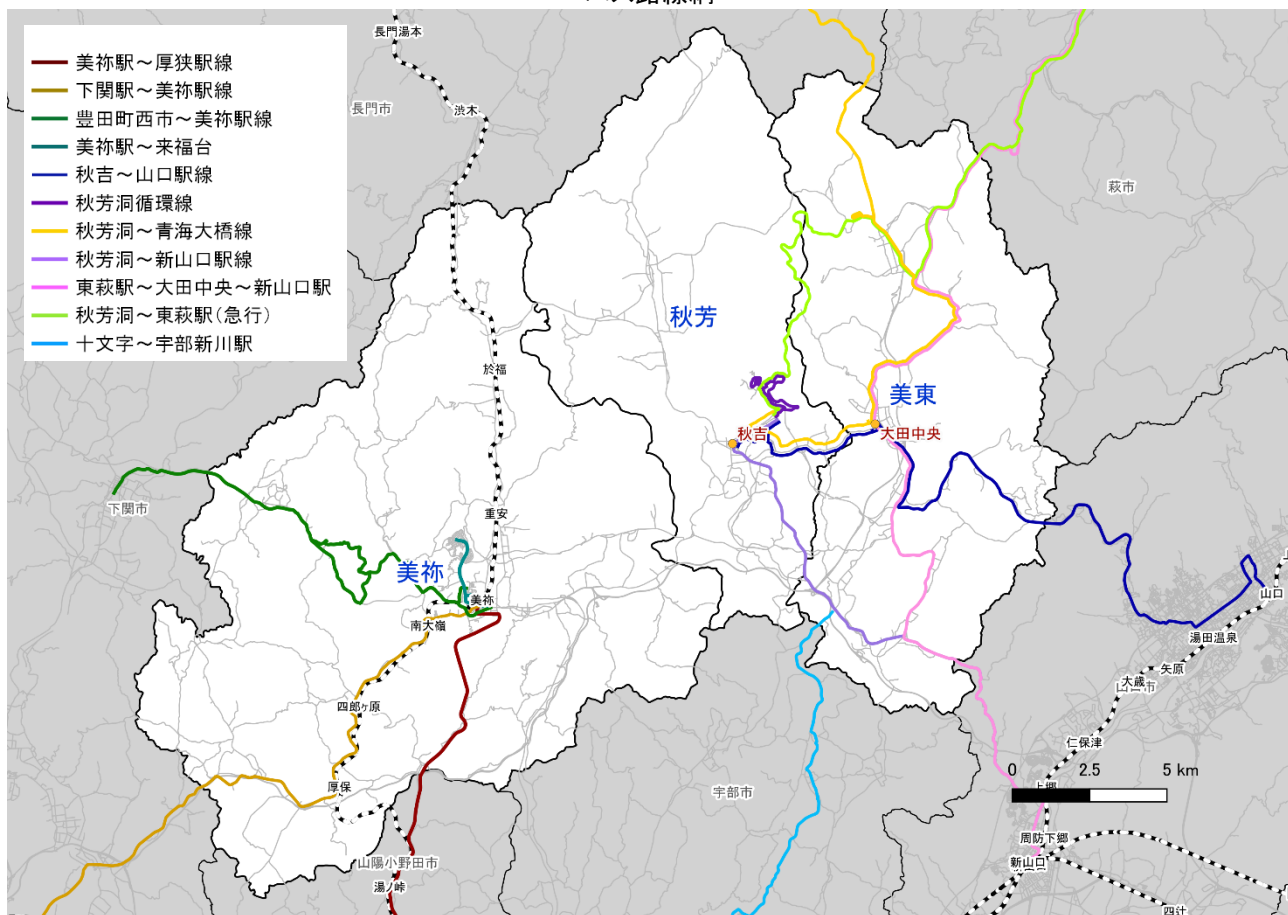 長門湯本
長門市
渋木
美祢駅～厚狭駅線
下関駅～美祢駅線
豊田町西市～美祢駅線
美祢駅～来福台
秋吉～山口駅線
秋芳洞循環線
秋芳洞～青海大橋線
秋芳洞～新山口駅線
東萩駅～大田中央～新山口駅
秋芳洞～東萩駅(急行)
十文字～宇部新川駅
萩市
秋芳
於福
美東
秋吉
大田中央
下関市
重安
美祢
美祢
南大嶺
山口
湯田温泉
矢原
大歳
四郎ヶ原
仁保津
0 2.5 5 km
厚保
宇部市
上郷
周防下郷
山陽小野田市
新山口
湯ノ峠
四辻